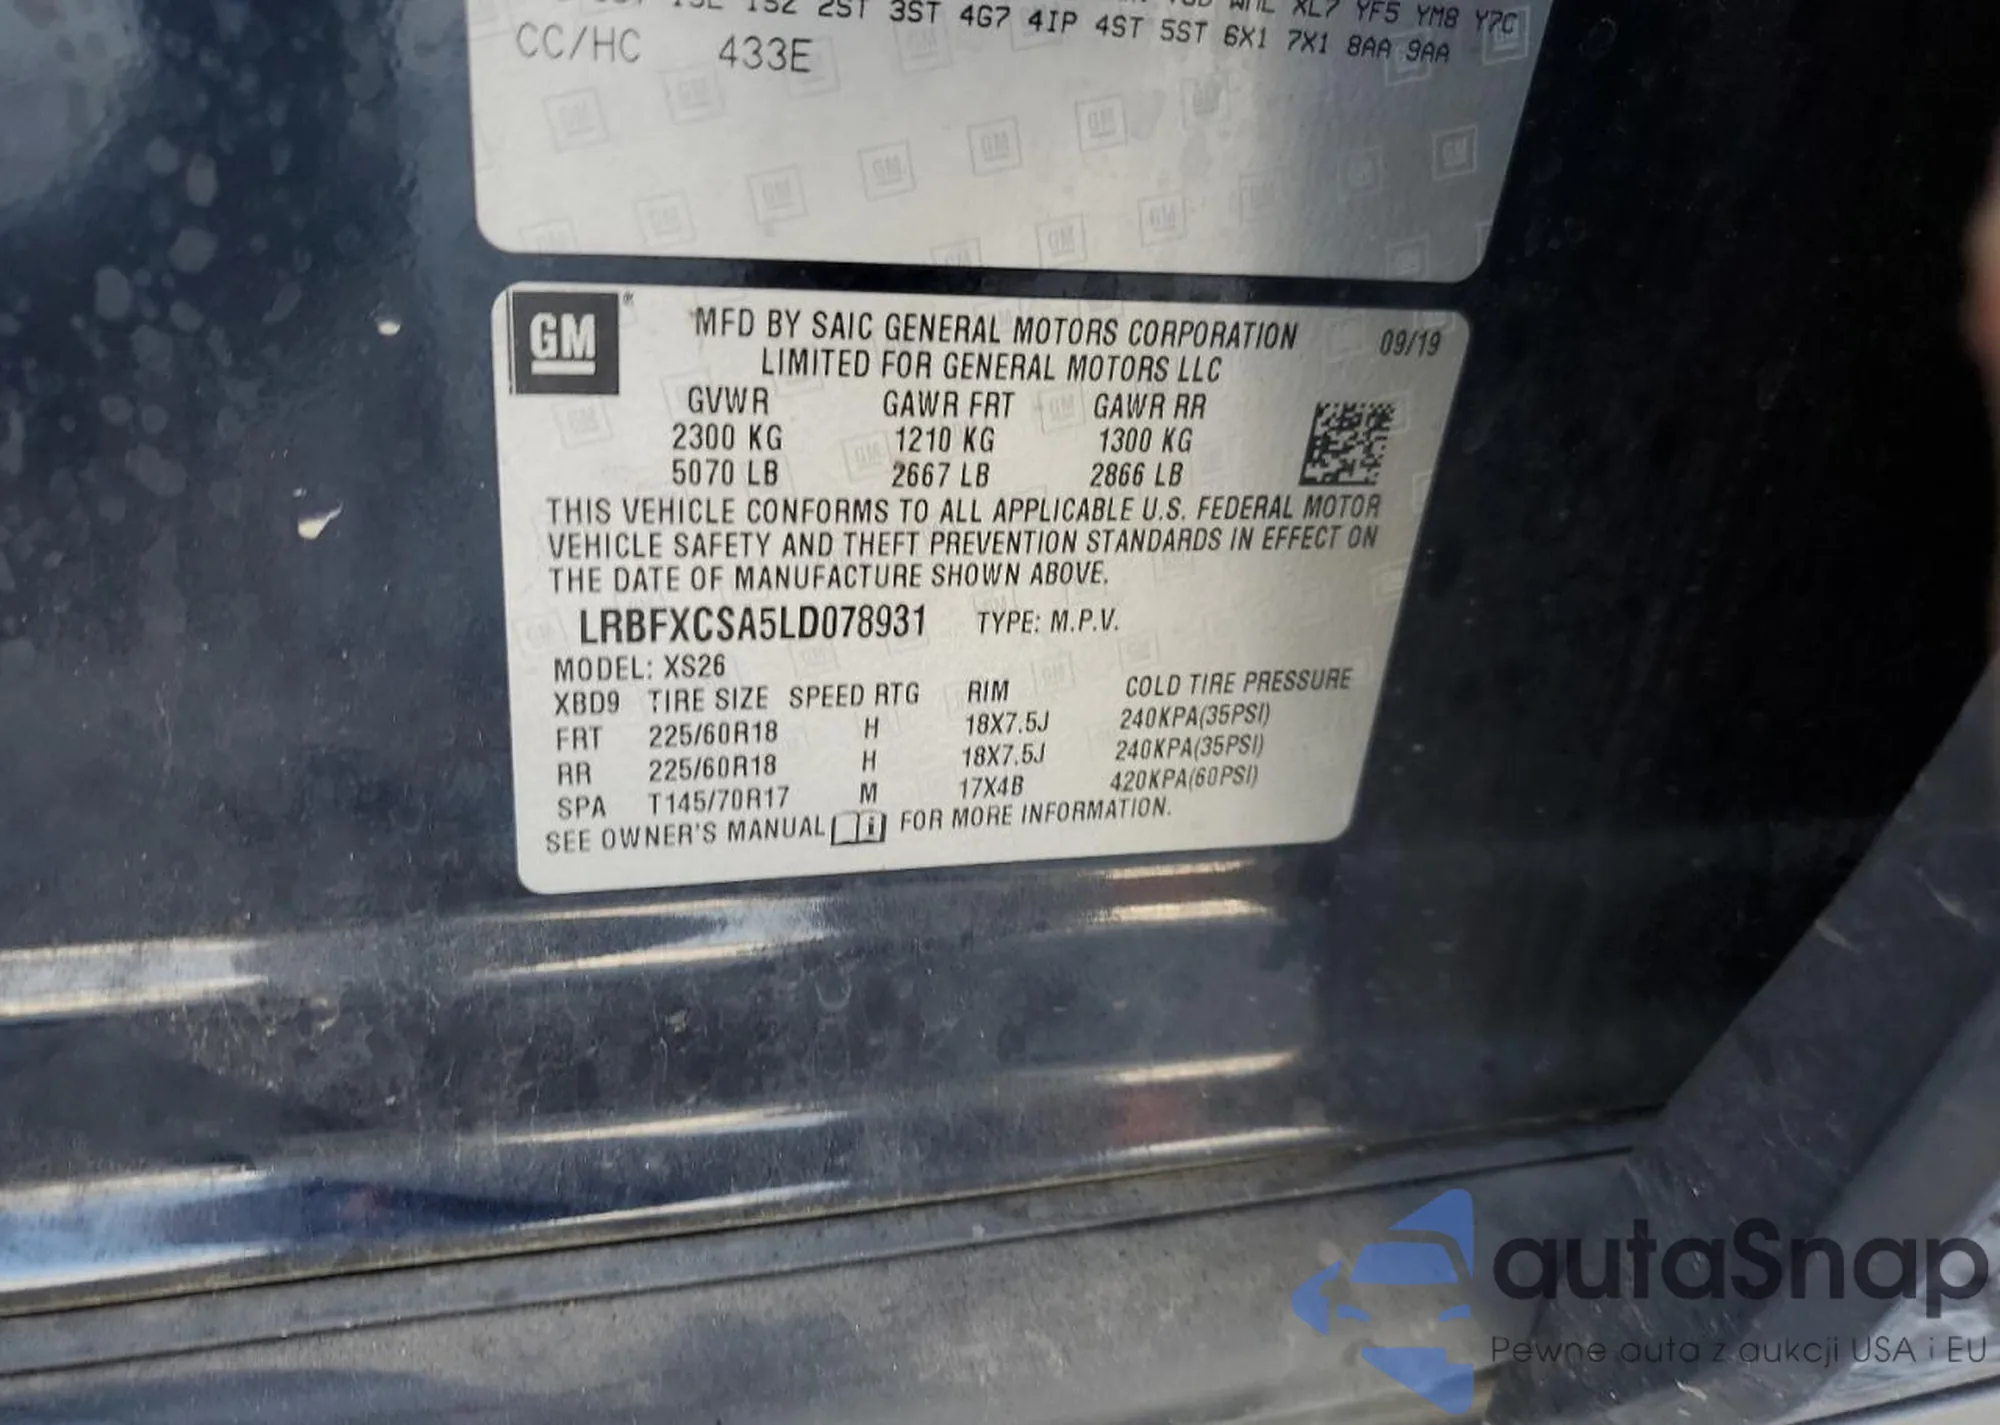 1SZ 2ST 3ST 4G7 4IP 4ST 5ST 6X1 7X1 8AA 9AA
XL7 YF5 YM8 Y7C
CC/HC 433E
GM
MFD BY SAIC GENERAL MOTORS CORPORATION 09/19
LIMITED FOR GENERAL MOTORS LLC
GVWR GAWR FRT GAWR RR
2300 KG 1210 KG 1300 KG
5070 LB 2667 LB 2866 LB
THIS VEHICLE CONFORMS TO ALL APPLICABLE U.S. FEDERAL MOTOR
VEHICLE SAFETY AND THEFT PREVENTION STANDARDS IN EFFECT ON
THE DATE OF MANUFACTURE SHOWN ABOVE.
LRBFXCSA5LD078931 TYPE: M.P.V.
MODEL: XS26
XBD9 TIRE SIZE SPEED RTG RIM COLD TIRE PRESSURE
FRT 225/60R18 H 18X7.5J 240KPA(35PSI)
RR 225/60R18 H 18X7.5J 240KPA(35PSI)
SPA T145/70R17 M 17X4B 420KPA(60PSI)
SEE OWNER'S MANUAL FOR MORE INFORMATION.
autaSnap
Pewne auta z aukcji USA i EU